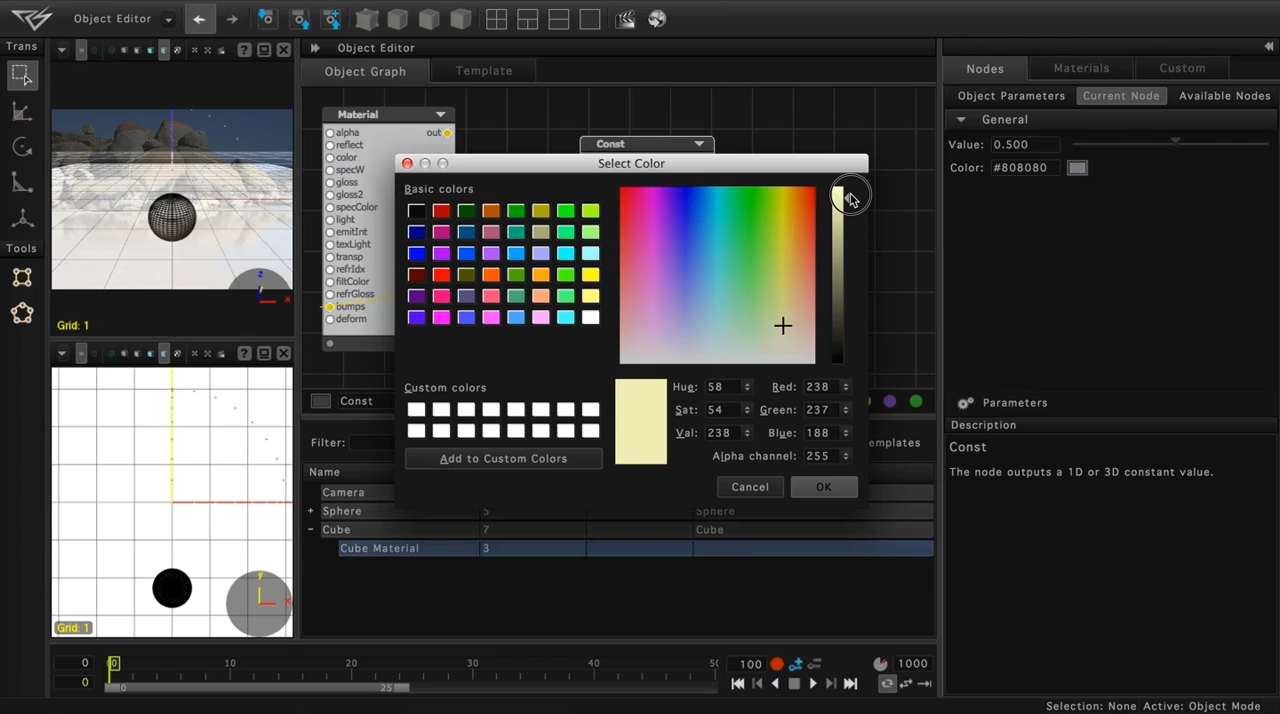 Object Editor
Trans
Tools
Grid: 1
z
x
Grid: 1
y
x
Object Editor
Object Graph
Template
Material
alpha
out
reflect
color
specW
gloss
gloss2
specColor
light
emitInt
texLight
transp
refrIdx
filtColor
refrGloss
bumps
deform
Const
Const
Filter:
emplates
Name
Camera
+ Sphere 5 Sphere
- Cube 7 Cube
Cube Material 3
Select Color
Basic colors
Custom colors
Add to Custom Colors
Hue: 58 Red: 238
Sat: 54 Green: 237
Val: 238 Blue: 188
Alpha channel: 255
Cancel OK
Nodes Materials Custom
Object Parameters Current Node Available Nodes
General
Value: 0.500
Color: #808080
Parameters
Description
Const
The node outputs a 1D or 3D constant value.
0 0 10 20 30 40 50 100 1000
0 0 25
Selection: None Active: Object Mode